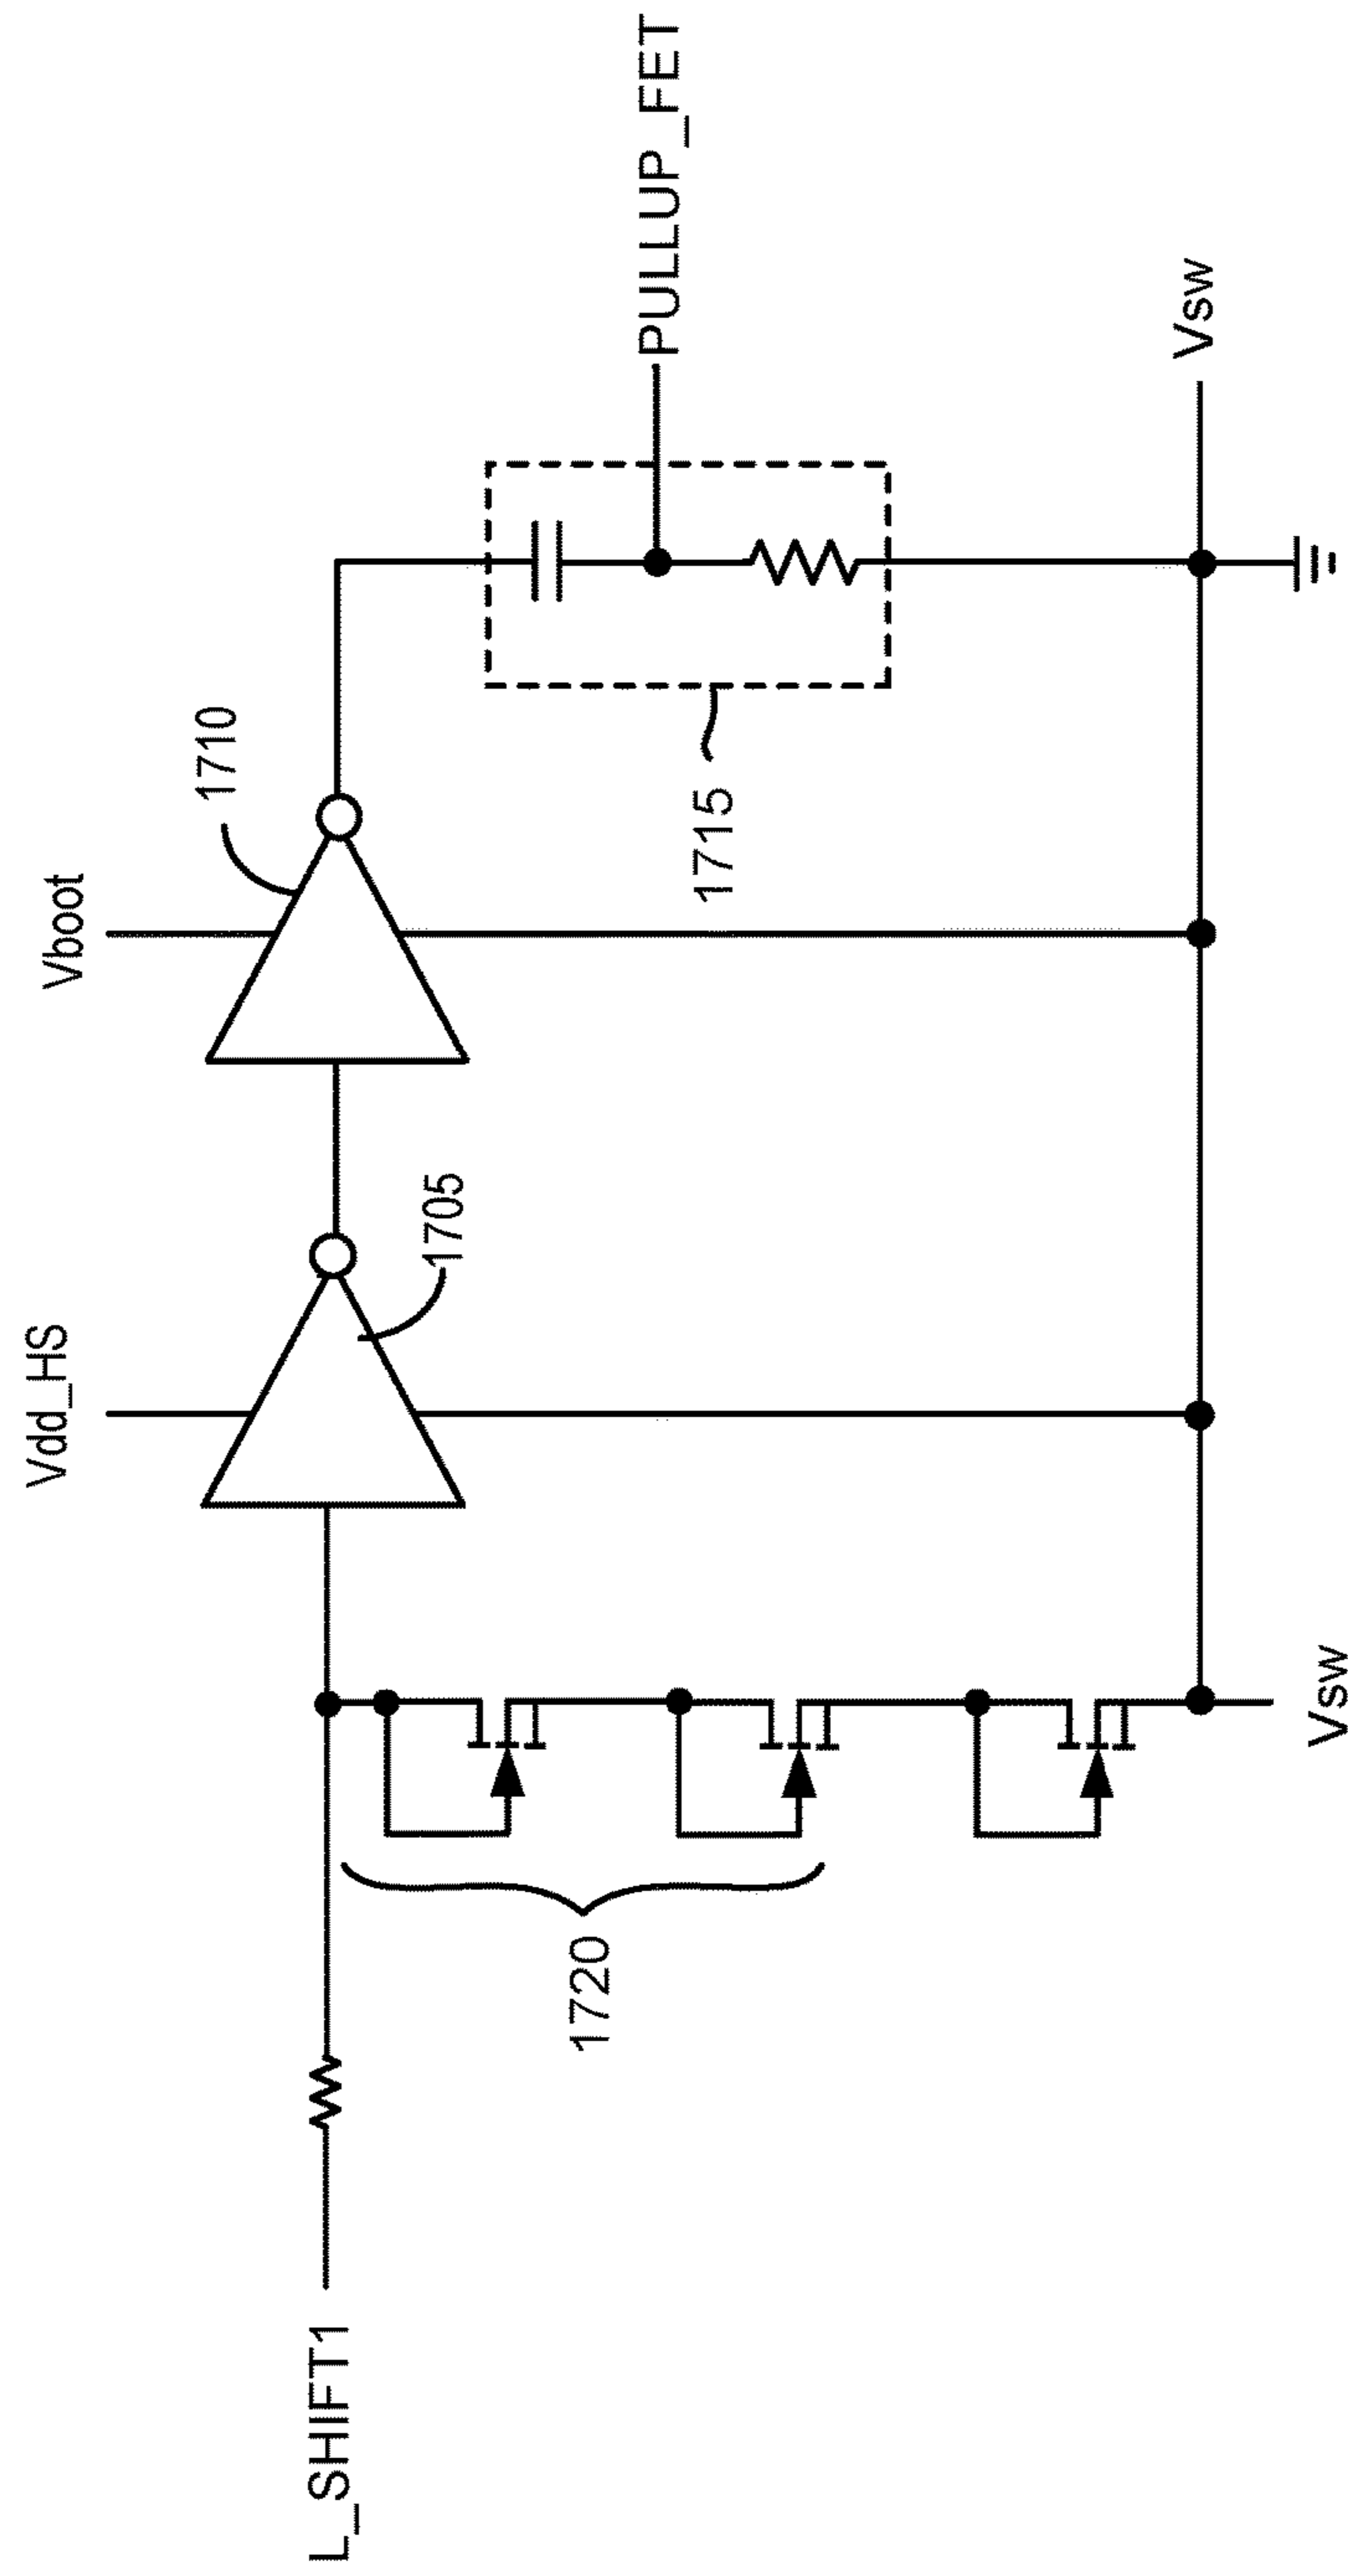 Vdd_HS
Vboot
1710
1705
PULLUP_FET
1715
L_SHIFT1
1720
Vsw
Vsw